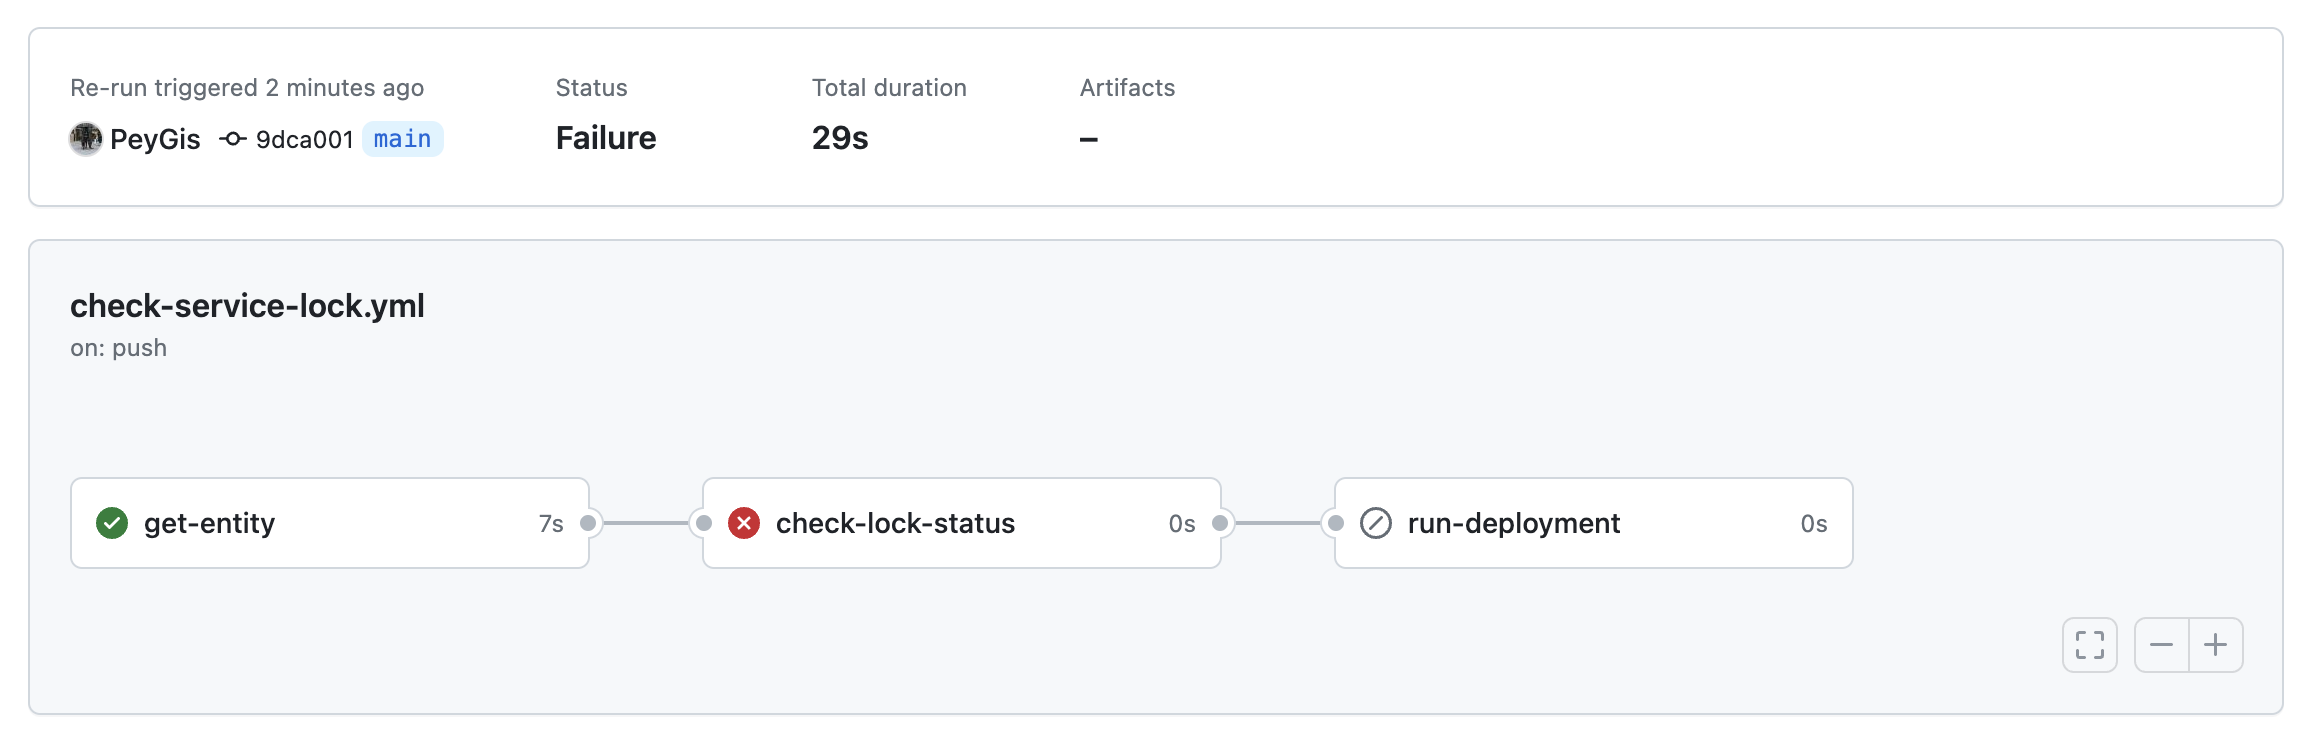 Re-run triggered 2 minutes ago
PeyGis 9dca001 main
Status
Failure
Total duration
29s
Artifacts
–
check-service-lock.yml
on: push
get-entity 7s
check-lock-status 0s
run-deployment 0s